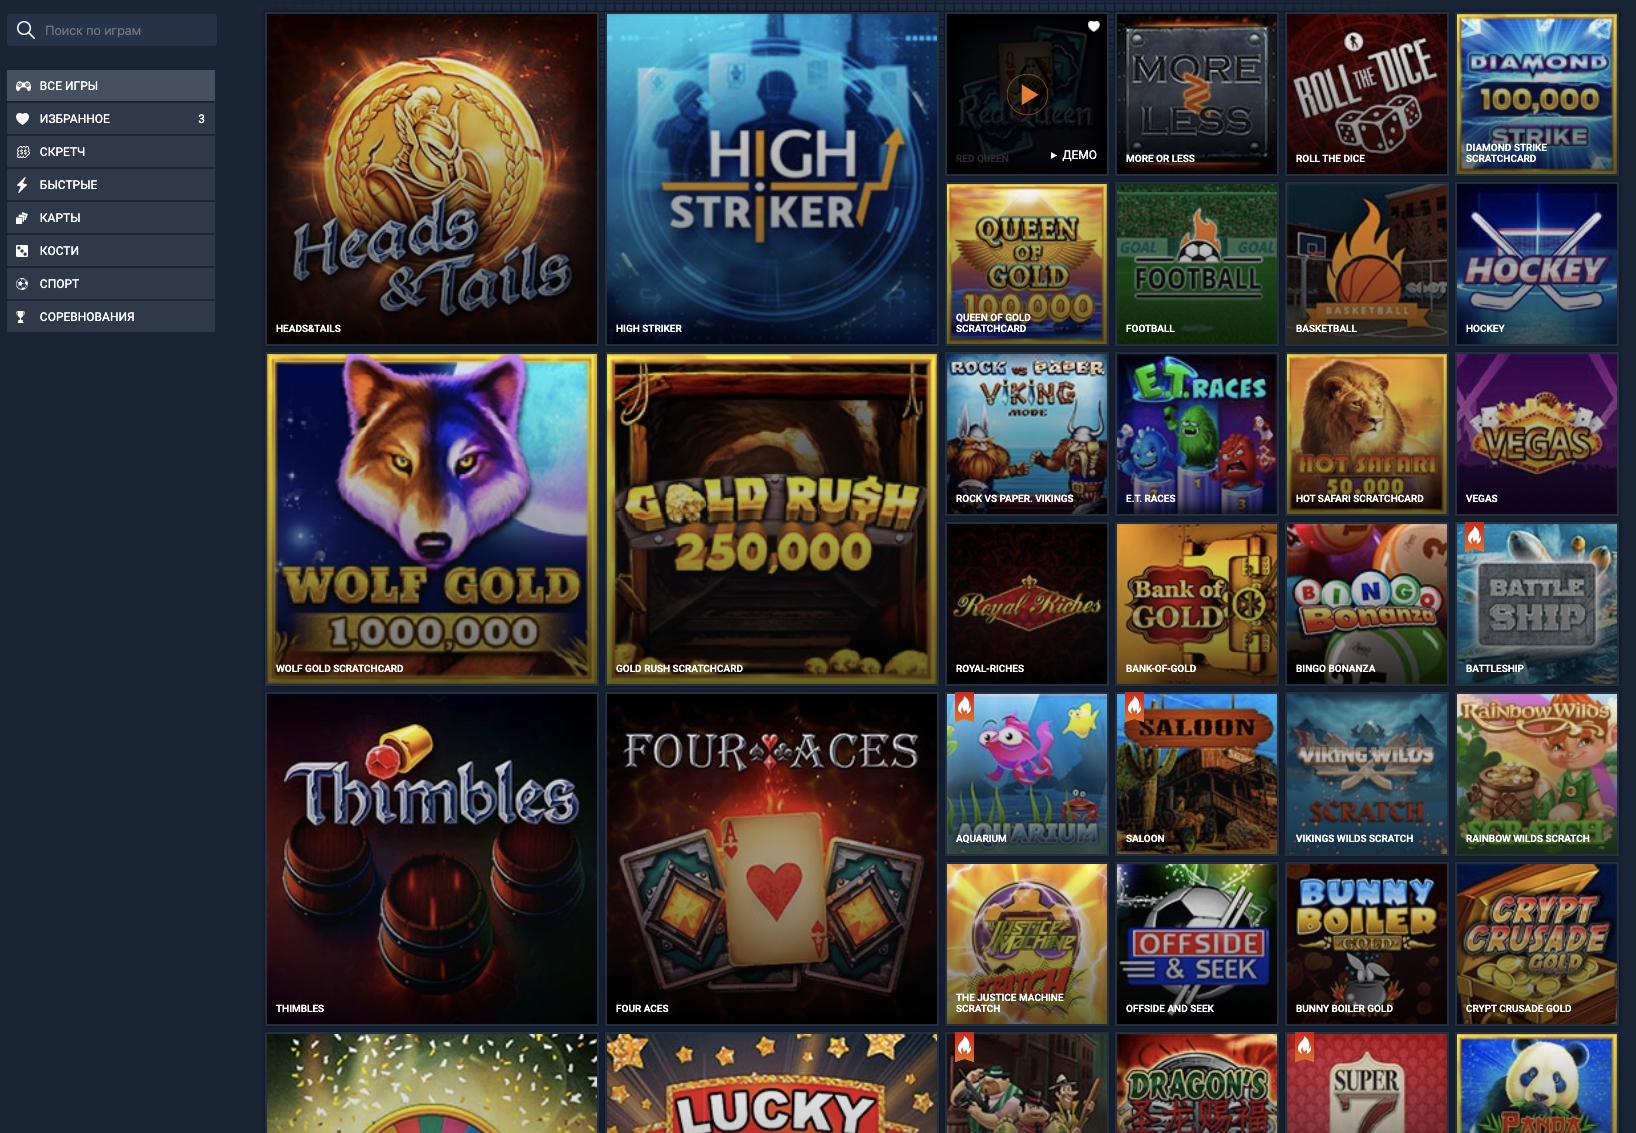 Поиск по играм
ВСЕ ИГРЫ
ИЗБРАННОЕ 3
СКРЕТЧ
БЫСТРЫЕ
КАРТЫ
КОСТИ
СПОРТ
СОРЕВНОВАНИЯ
Heads
&Tails
HEADS&TAILS
HIGH
STRIKER
HIGH STRIKER
Red Queen
RED QUEEN
ДЕМО
MORE
LESS
MORE OR LESS
ROLL THE DICE
ROLL THE DICE
DIAMOND
100,000
STRIKE
DIAMOND STRIKE
SCRATCHCARD
QUEEN
OF
GOLD
100,000
QUEEN OF GOLD
SCRATCHCARD
GOAL GOAL
FOOTBALL
FOOTBALL
BASKETBALL
BASKETBALL
HOCKEY
HOCKEY
WOLF GOLD
1,000,000
WOLF GOLD SCRATCHCARD
GOLD RU$H
250,000
GOLD RUSH SCRATCHCARD
ROCK VS PAPER
VIKING
MODE
ROCK VS PAPER. VIKINGS
E.T. RACES
1
2
3
E.T. RACES
HOT SAFARI
50,000
HOT SAFARI SCRATCHCARD
VEGAS
VEGAS
Royal Riches
ROYAL-RICHES
Bank of
GOLD
BANK-OF-GOLD
BINGO
Bonanza
BINGO BONANZA
BATTLE
SHIP
BATTLESHIP
Thimbles
THIMBLES
FOUR ACES
A
A
FOUR ACES
AQUARIUM
AQUARIUM
SALOON
SALOON
VIKING WILDS
SCRATCH
VIKINGS WILDS SCRATCH
Rainbow Wilds
SCRATCH
RAINBOW WILDS SCRATCH
JUSTICE
MACHINE
SCRATCH
THE JUSTICE MACHINE
SCRATCH
OFFSIDE
& SEEK
OFFSIDE AND SEEK
BUNNY
BOILER
GOLD
BUNNY BOILER GOLD
CRYPT
CRUSADE
GOLD
CRYPT CRUSADE GOLD
LUCKY
DRAGON'S
SUPER
7
PANDA